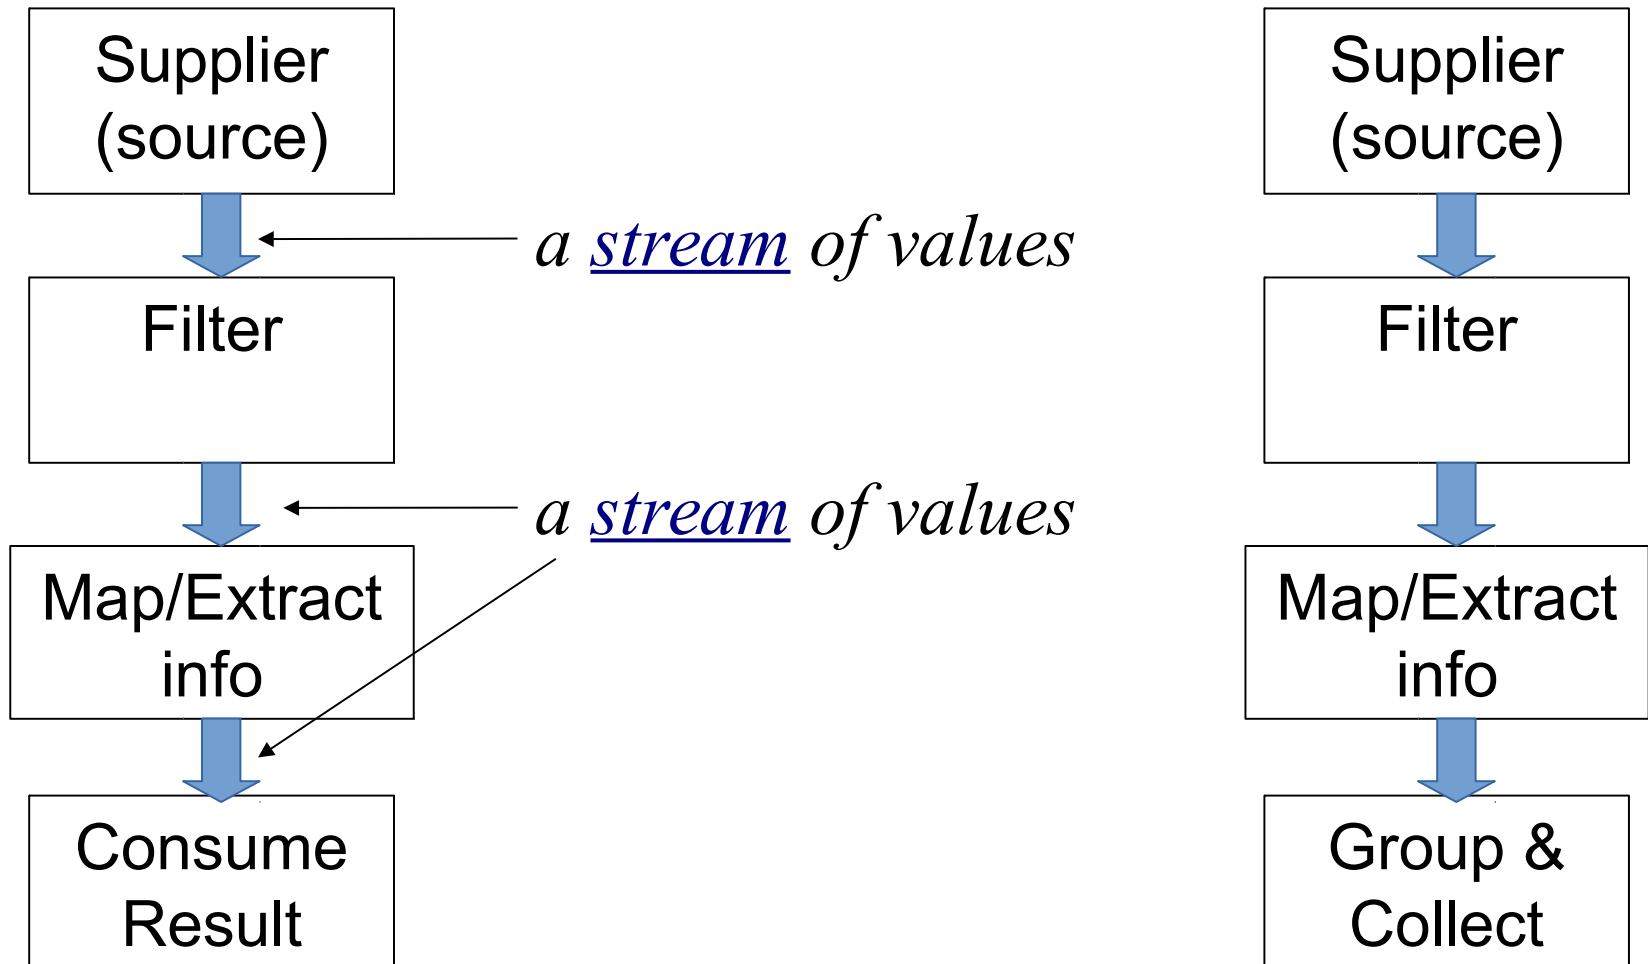 Supplier
(source)
a stream of values
Filter
a stream of values
Map/Extract
info
Consume
Result
Supplier
(source)
Filter
Map/Extract
info
Group &
Collect